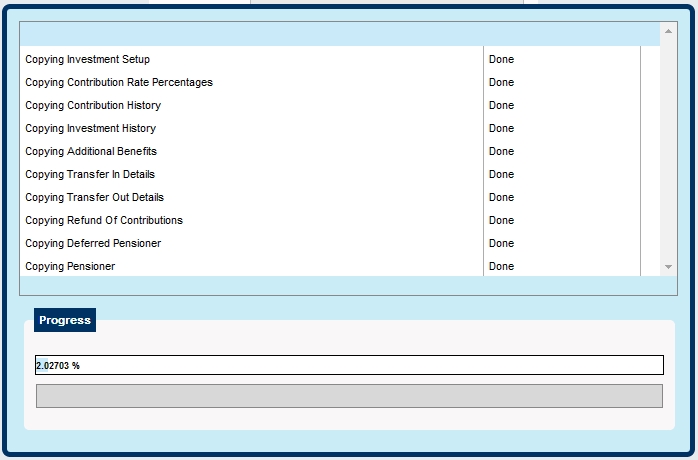 Copying Investment Setup Done
Copying Contribution Rate Percentages Done
Copying Contribution History Done
Copying Investment History Done
Copying Additional Benefits Done
Copying Transfer In Details Done
Copying Transfer Out Details Done
Copying Refund Of Contributions Done
Copying Deferred Pensioner Done
Copying Pensioner Done
Progress
2.02703 %